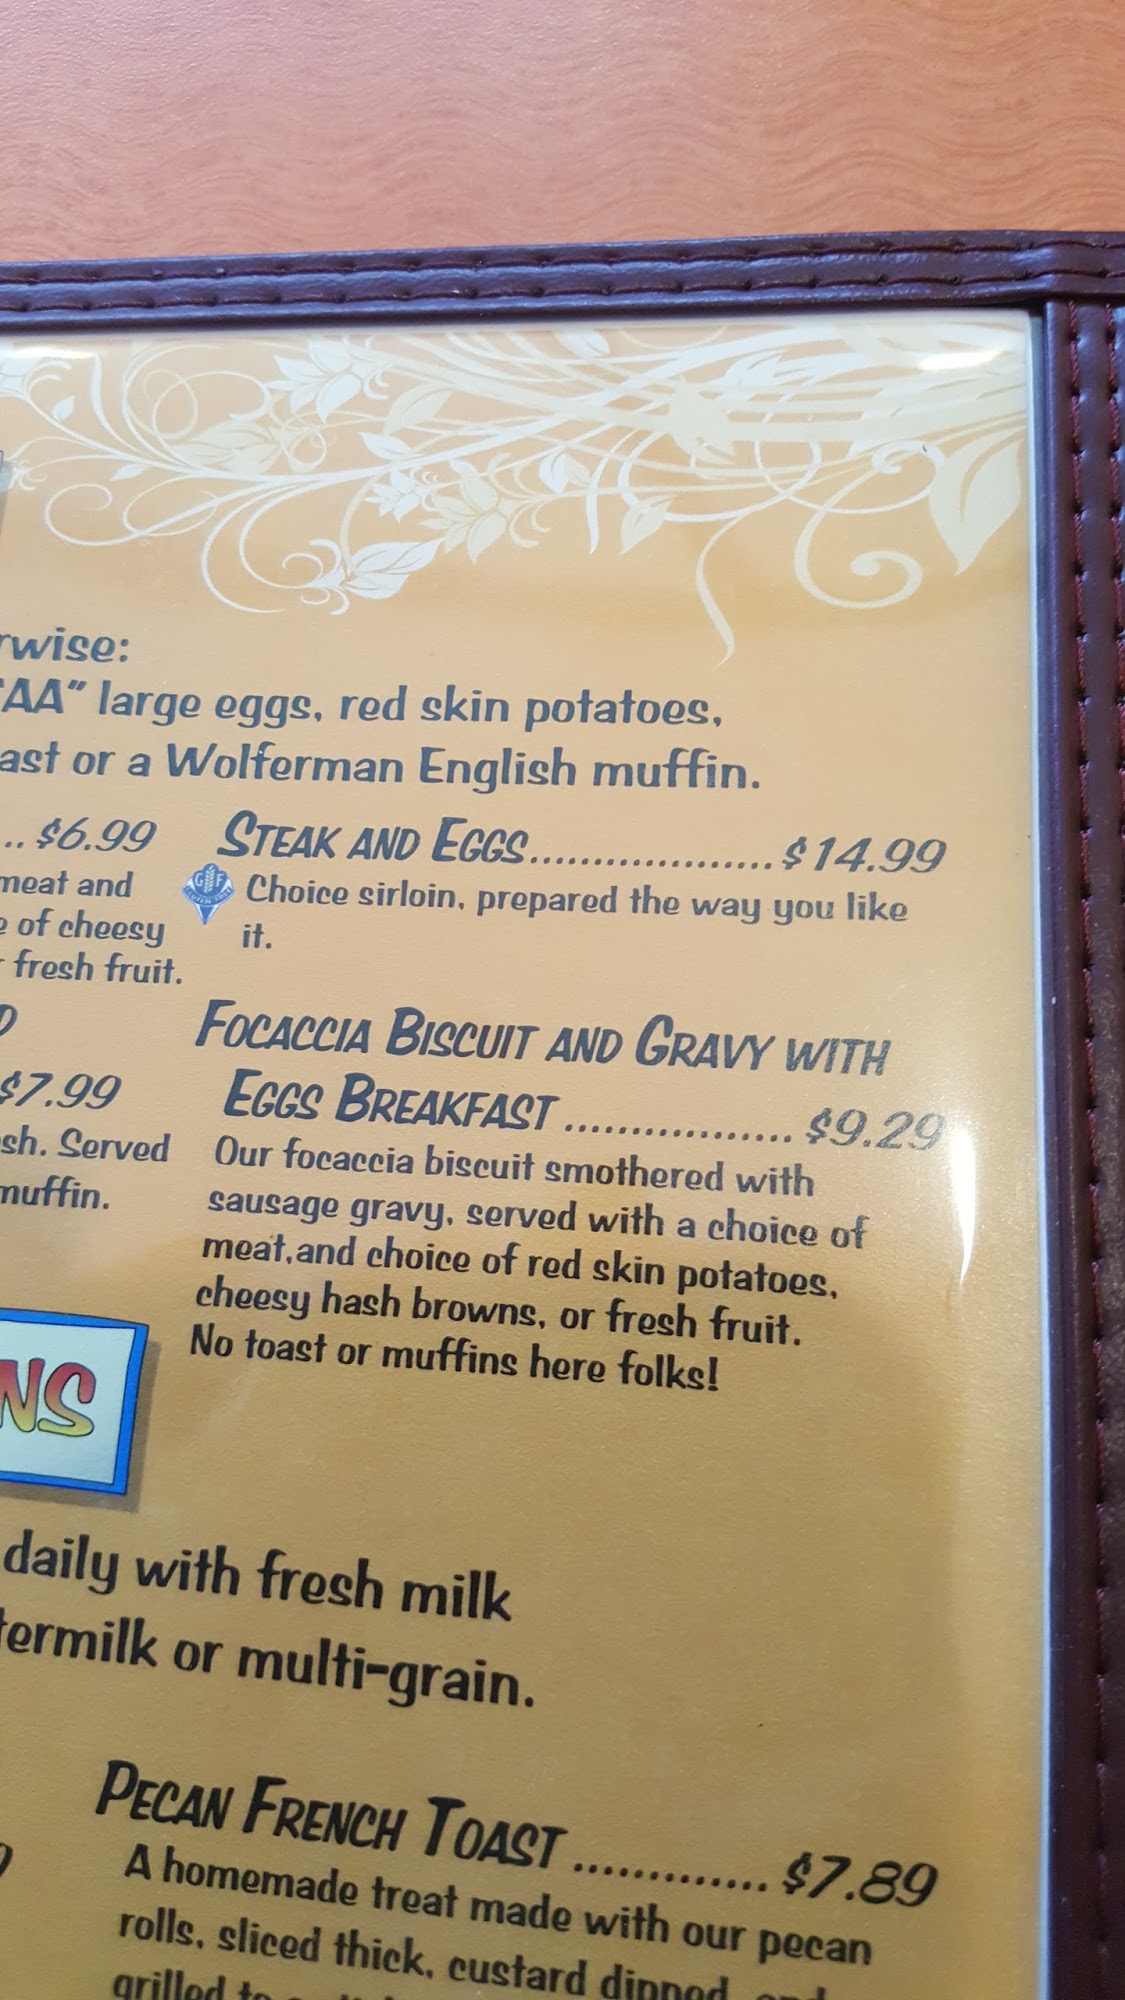 rwise:
"AA" large eggs, red skin potatoes,
ast or a Wolferman English muffin.
.. $6.99
meat and
e of cheesy
fresh fruit.
$7.99
sh. Served
muffin.
STEAK AND EGGS...................$14.99
GF
Choice sirloin, prepared the way you like
it.
FOCACCIA BISCUIT AND GRAVY WITH
EGGS BREAKFAST .................. $9.29
Our focaccia biscuit smothered with
sausage gravy, served with a choice of
meat,and choice of red skin potatoes,
cheesy hash browns, or fresh fruit.
No toast or muffins here folks!
NS
daily with fresh milk
termilk or multi-grain.
PECAN FRENCH TOAST ............. $7.89
A homemade treat made with our pecan
rolls, sliced thick, custard dipped, and
grilled to